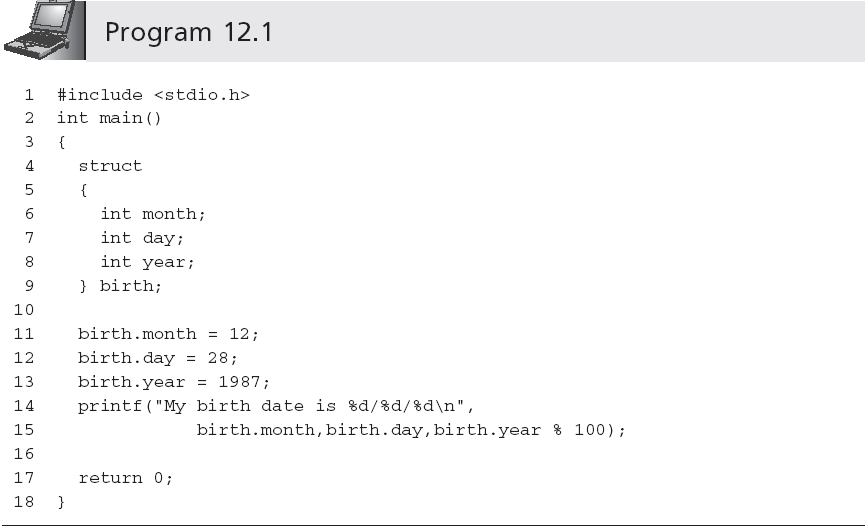 Program 12.1
1 #include <stdio.h>
2 int main()
3 {
4   struct
5   {
6     int month;
7     int day;
8     int year;
9   } birth;
10
11   birth.month = 12;
12   birth.day = 28;
13   birth.year = 1987;
14   printf("My birth date is %d/%d/%d\n",
15              birth.month,birth.day,birth.year % 100);
16
17   return 0;
18 }